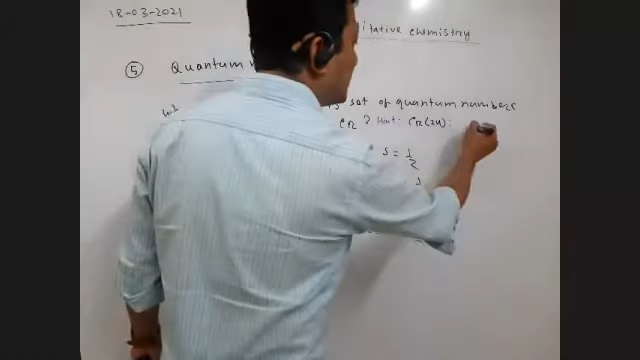 18-03-2021
itative chemistry
⑤ Quantum
set of quantum numbers
Cr ? Hint: Cr(24):
s = 1/2